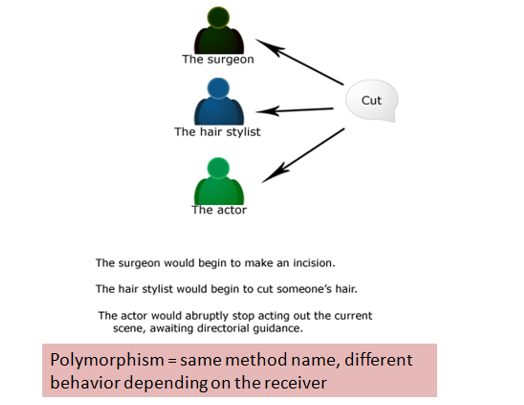 The surgeon
Cut
The hair stylist
The actor
The surgeon would begin to make an incision.
The hair stylist would begin to cut someone's hair.
The actor would abruptly stop acting out the current
scene, awaiting directorial guidance.
Polymorphism = same method name, different
behavior depending on the receiver